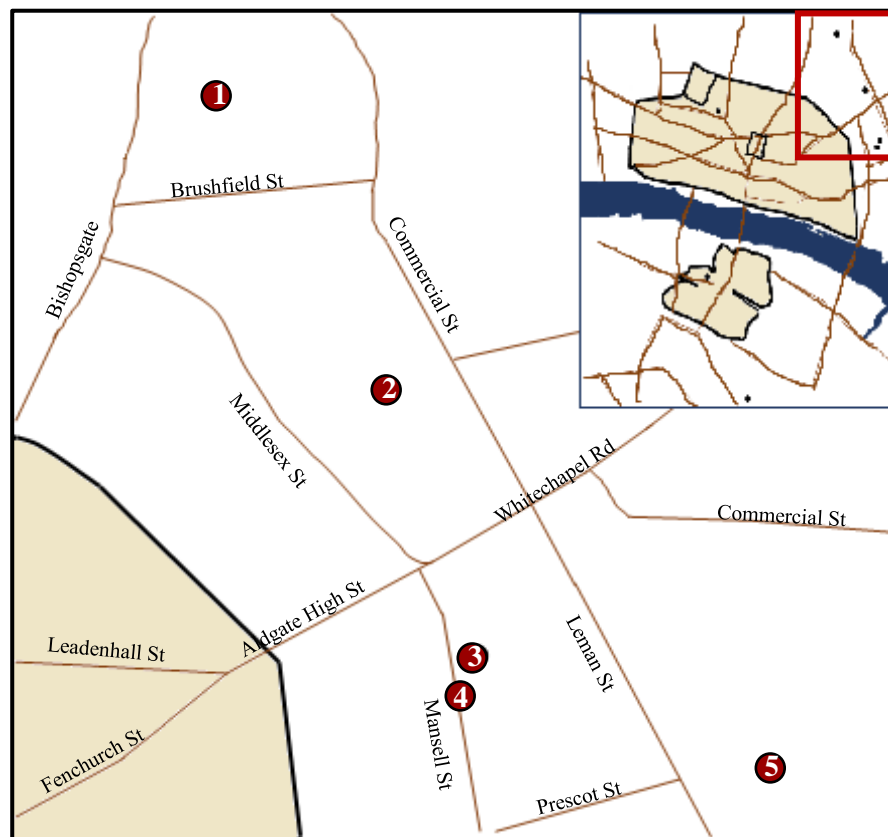 1
Brushfield St
Bishopsgate
Commercial St
2
Middlesex St
Whitechapel Rd
Commercial St
Aldgate High St
Leadenhall St
Leman St
3
4
Mansell St
Fenchurch St
5
Prescot St